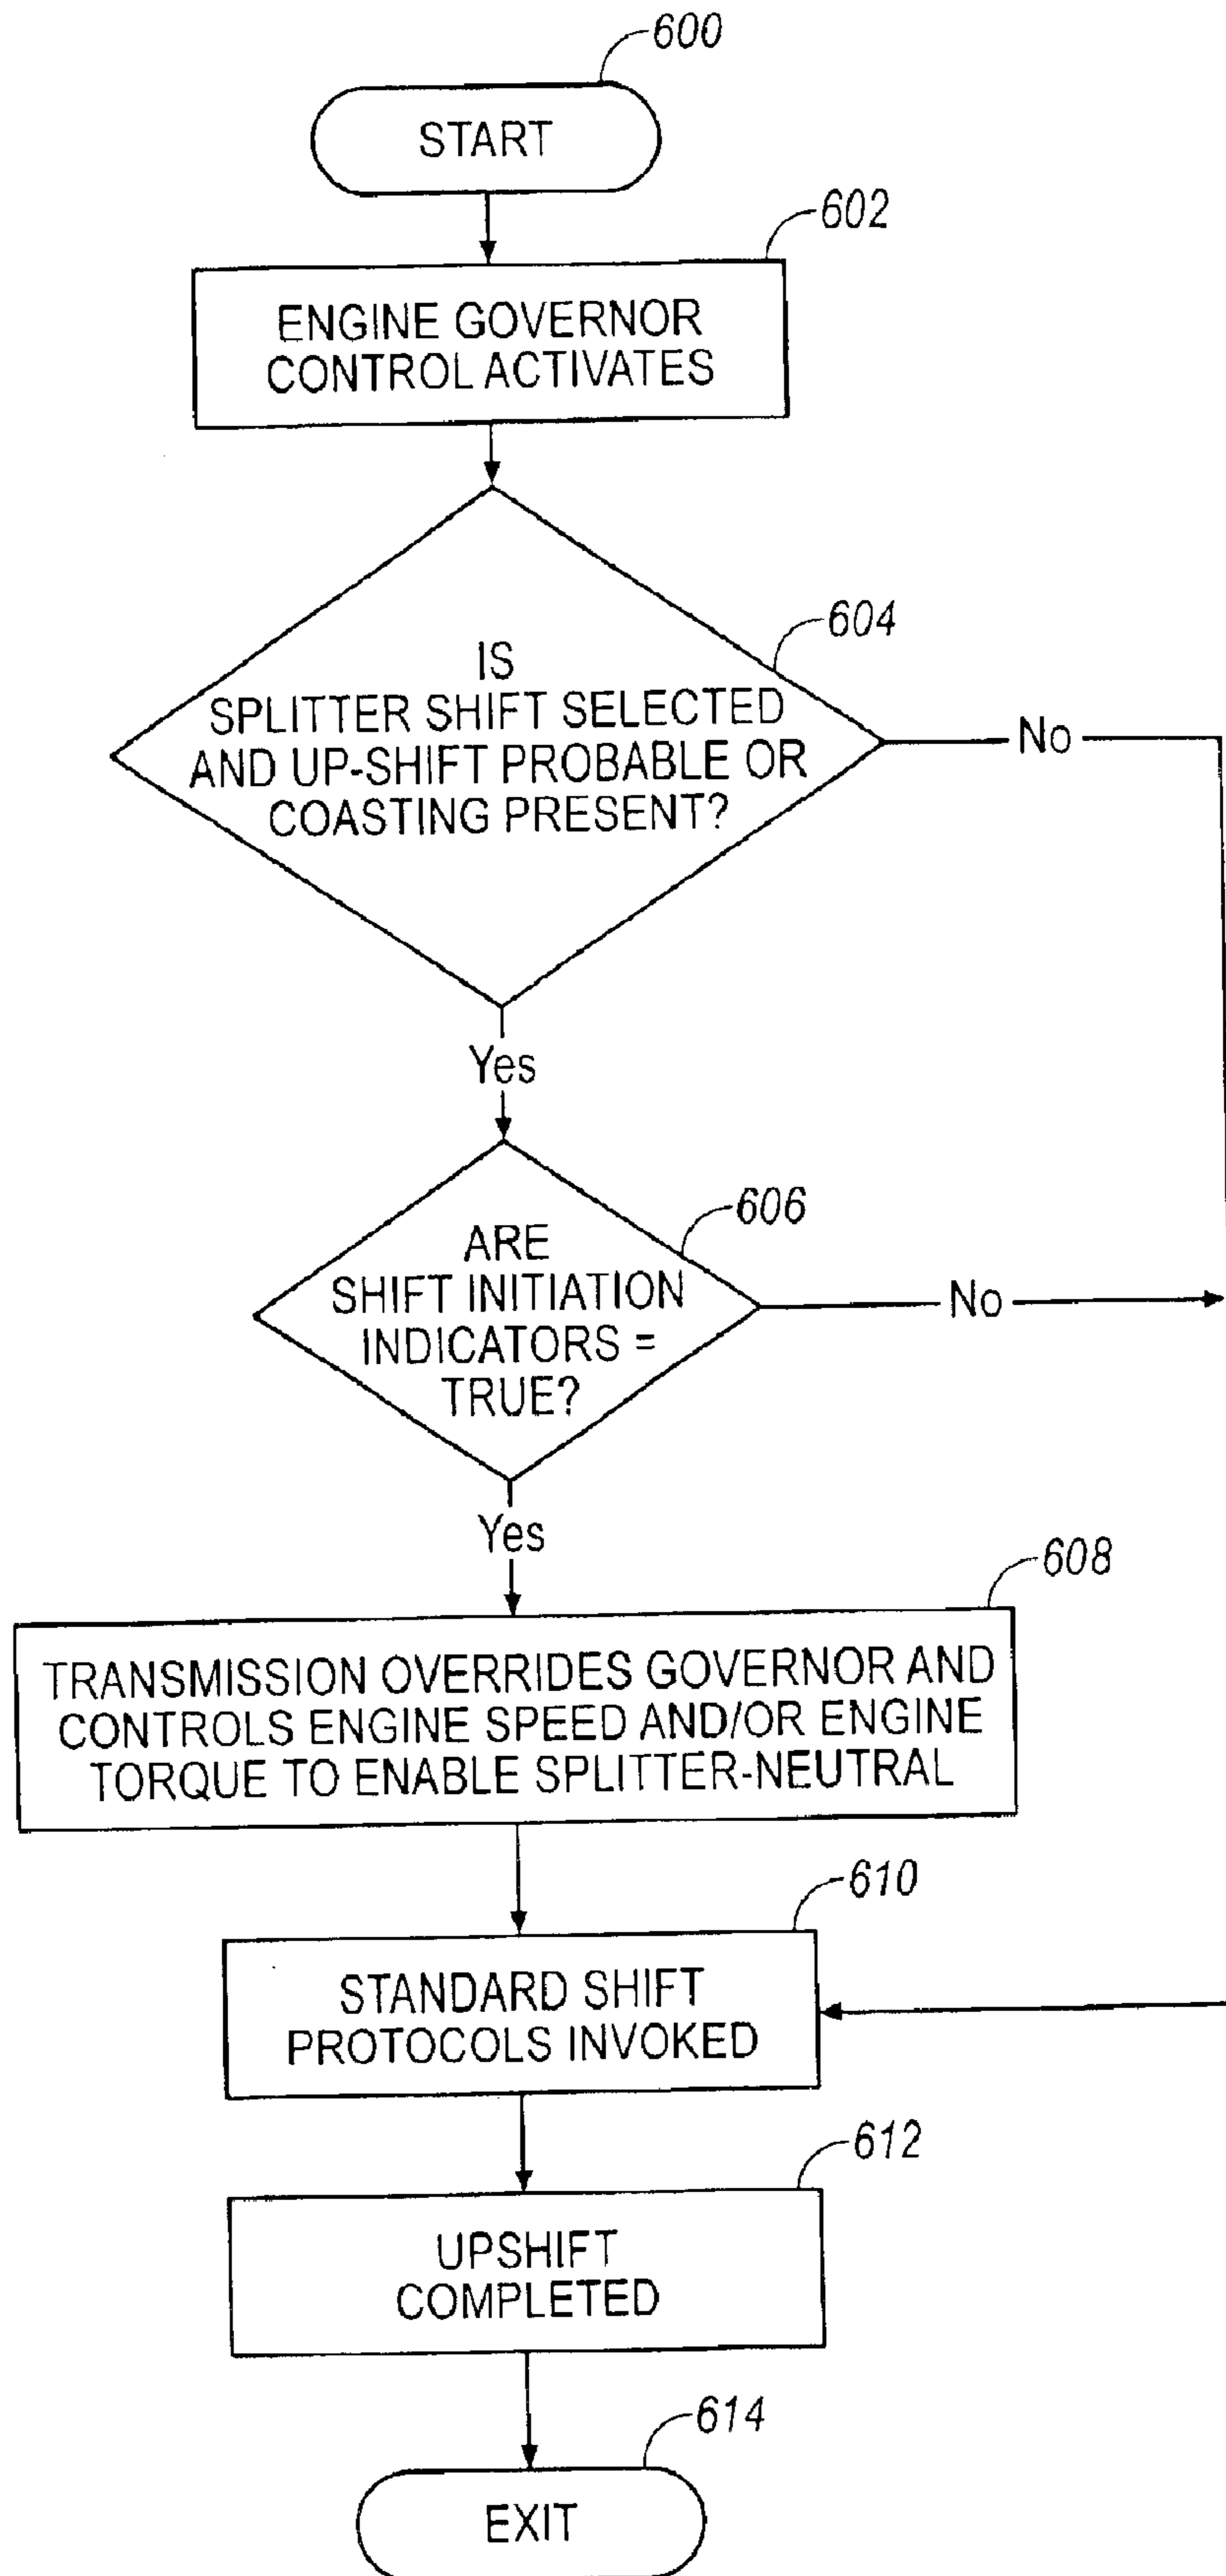 600
START
602
ENGINE GOVERNOR
CONTROL ACTIVATES
604
IS
SPLITTER SHIFT SELECTED
AND UP-SHIFT PROBABLE OR
COASTING PRESENT?
No
Yes
606
ARE
SHIFT INITIATION
INDICATORS =
TRUE?
No
Yes
608
TRANSMISSION OVERRIDES GOVERNOR AND
CONTROLS ENGINE SPEED AND/OR ENGINE
TORQUE TO ENABLE SPLITTER-NEUTRAL
610
STANDARD SHIFT
PROTOCOLS INVOKED
612
UPSHIFT
COMPLETED
614
EXIT